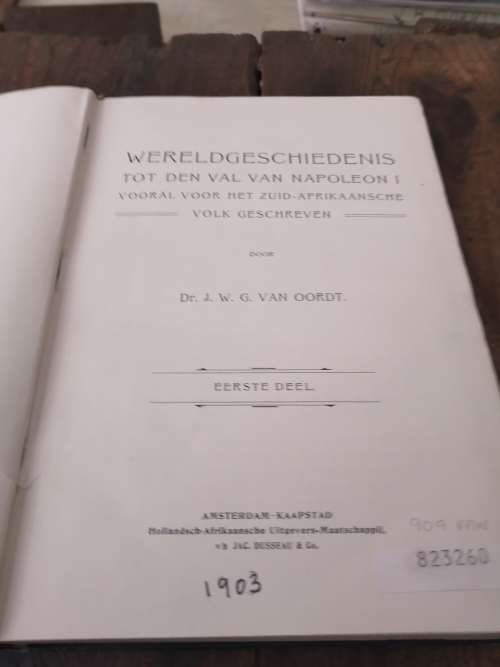 WERELDGESCHIEDENIS
TOT DEN VAL VAN NAPOLEON I
VOORAL VOOR HET ZUID-AFRIKAANSCHE
VOLK GESCHREVEN
DOOR
Dr. J. W. G. VAN OORDT.
EERSTE DEEL.
AMSTERDAM—KAAPSTAD
Hollandsch-Afrikaansche Uitgevers-Maatschappij,
v/h JAC. DUSSEAU & Co.
1903
909
823260